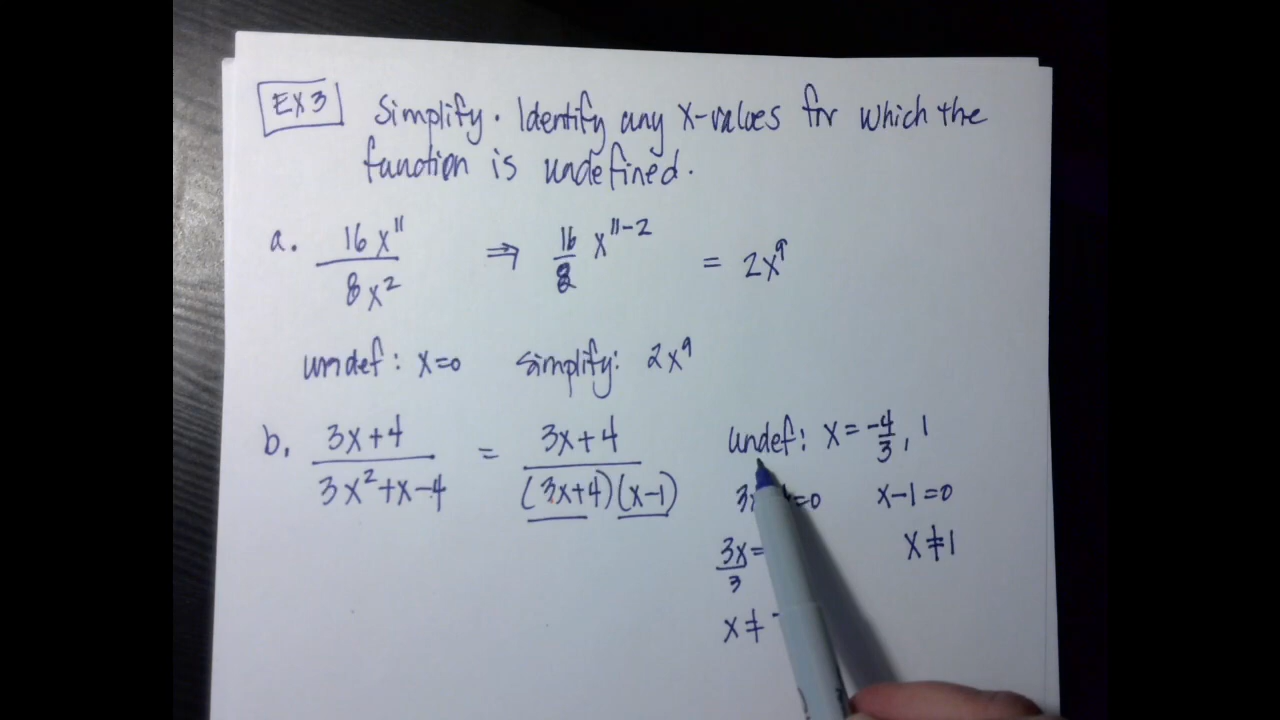 EX 3 Simplify. Identify any x-values for which the
function is undefined.
a. 16x^11 / 8x^2 ⇒ 16/8 x^11-2 = 2x^9
undef: x=0 simplify: 2x^9
b. 3x+4 / 3x^2+x-4 = 3x+4 / (3x+4)(x-1) undef: x = -4/3, 1
x-1=0
3x/3 = x≠1
x≠ -